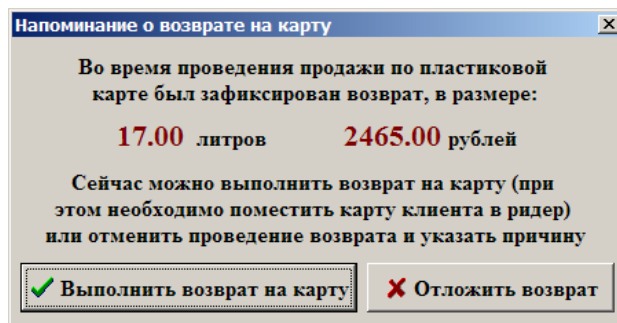 Напоминание о возврате на карту
Во время проведения продажи по пластиковой
карте был зафиксирован возврат, в размере:
17.00 литров 2465.00 рублей
Сейчас можно выполнить возврат на карту (при
этом необходимо поместить карту клиента в ридер)
или отменить проведение возврата и указать причину
Выполнить возврат на карту Отложить возврат